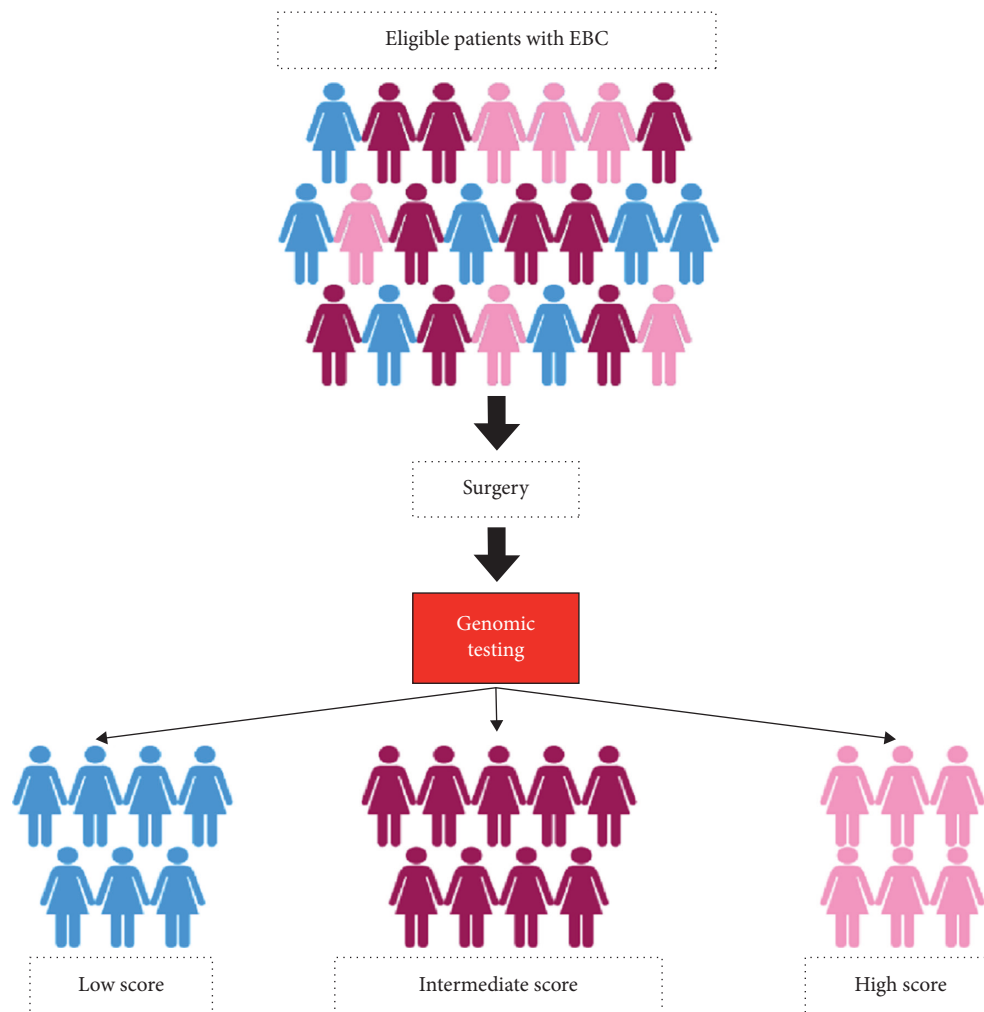 Eligible patients with EBC
Surgery
Genomic
testing
Low score
Intermediate score
High score